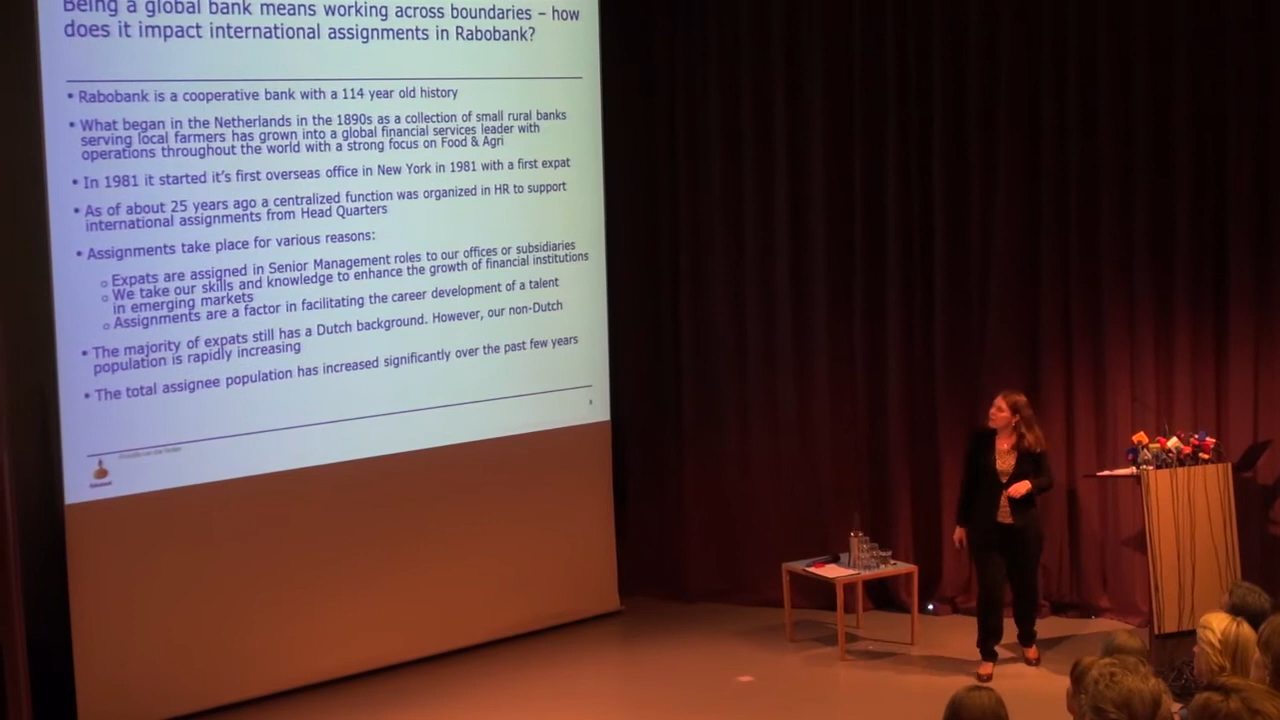 Being a global bank means working across boundaries – how
does it impact international assignments in Rabobank?
• Rabobank is a cooperative bank with a 114 year old history
• What began in the Netherlands in the 1890s as a collection of small rural banks
serving local farmers has grown into a global financial services leader with
operations throughout the world with a strong focus on Food & Agri
• In 1981 it started it's first overseas office in New York in 1981 with a first expat
• As of about 25 years ago a centralized function was organized in HR to support
international assignments from Head Quarters
• Assignments take place for various reasons:
o Expats are assigned in Senior Management roles to our offices or subsidiaries
o We take our skills and knowledge to enhance the growth of financial institutions
in emerging markets
o Assignments are a factor in facilitating the career development of a talent
• The majority of expats still has a Dutch background. However, our non-Dutch
population is rapidly increasing
• The total assignee population has increased significantly over the past few years
Rabobank